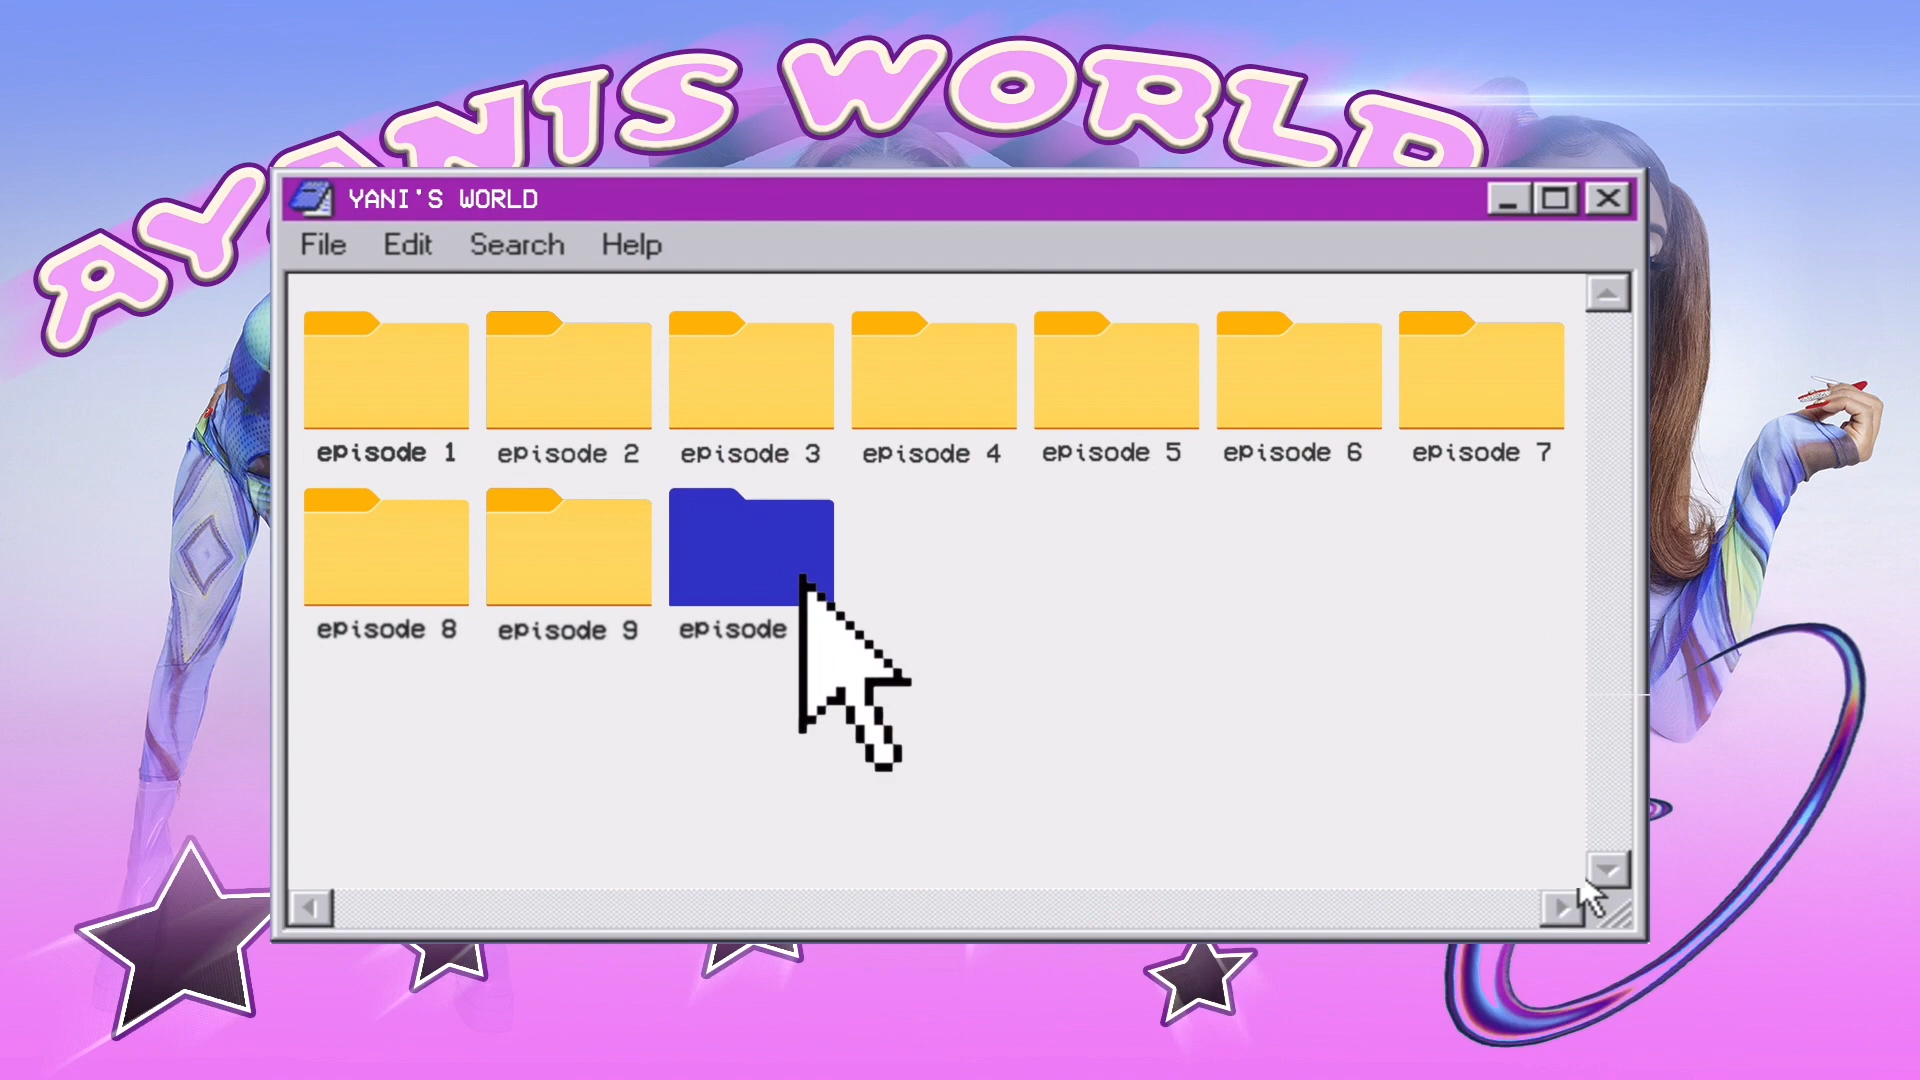 AYANIS WORLD
YANI'S WORLD
File Edit Search Help
episode 1 episode 2 episode 3 episode 4 episode 5 episode 6 episode 7
episode 8 episode 9 episode